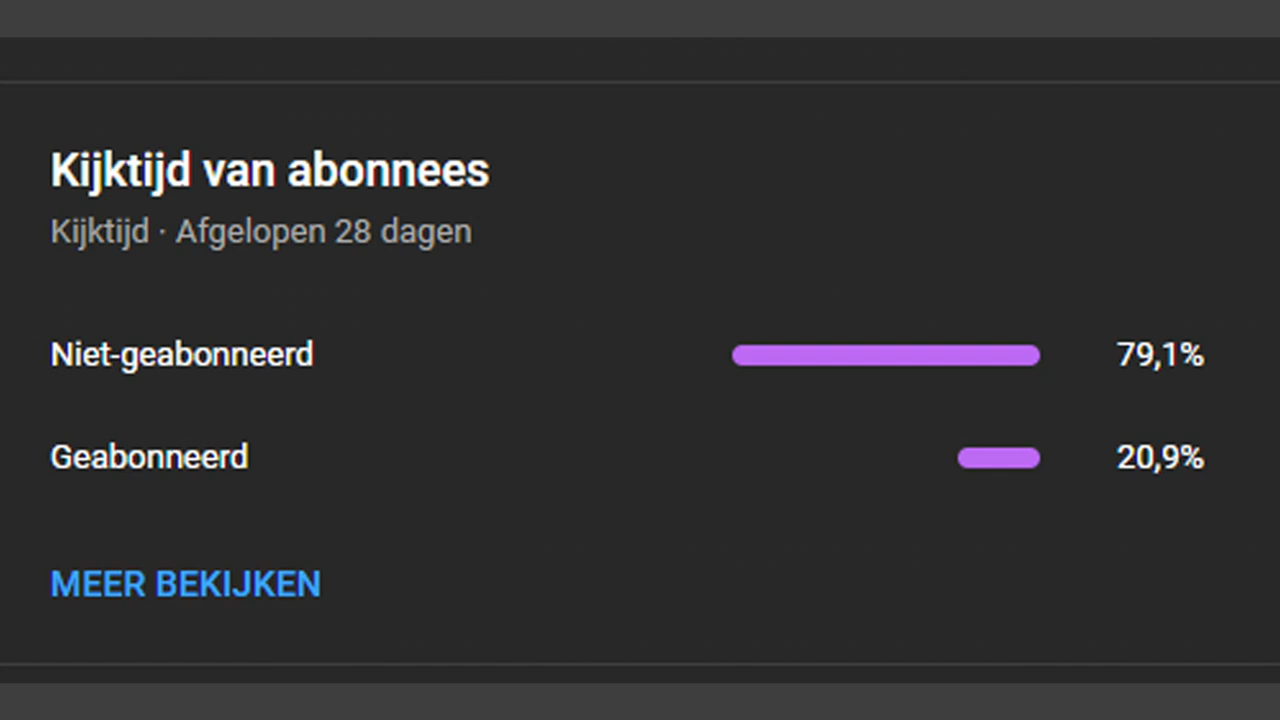 Kijktijd van abonnees
Kijktijd · Afgelopen 28 dagen
Niet-geabonneerd 79,1%
Geabonneerd 20,9%
MEER BEKIJKEN